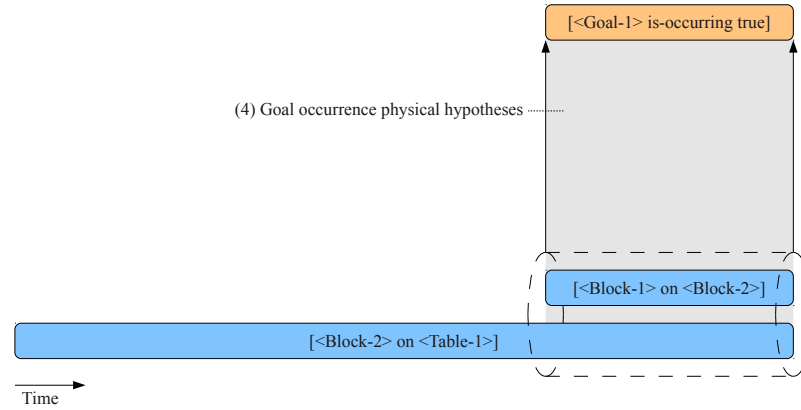 [<Goal-1> is-occurring true]
(4) Goal occurrence physical hypotheses
[<Block-1> on <Block-2>]
[<Block-2> on <Table-1>]
Time